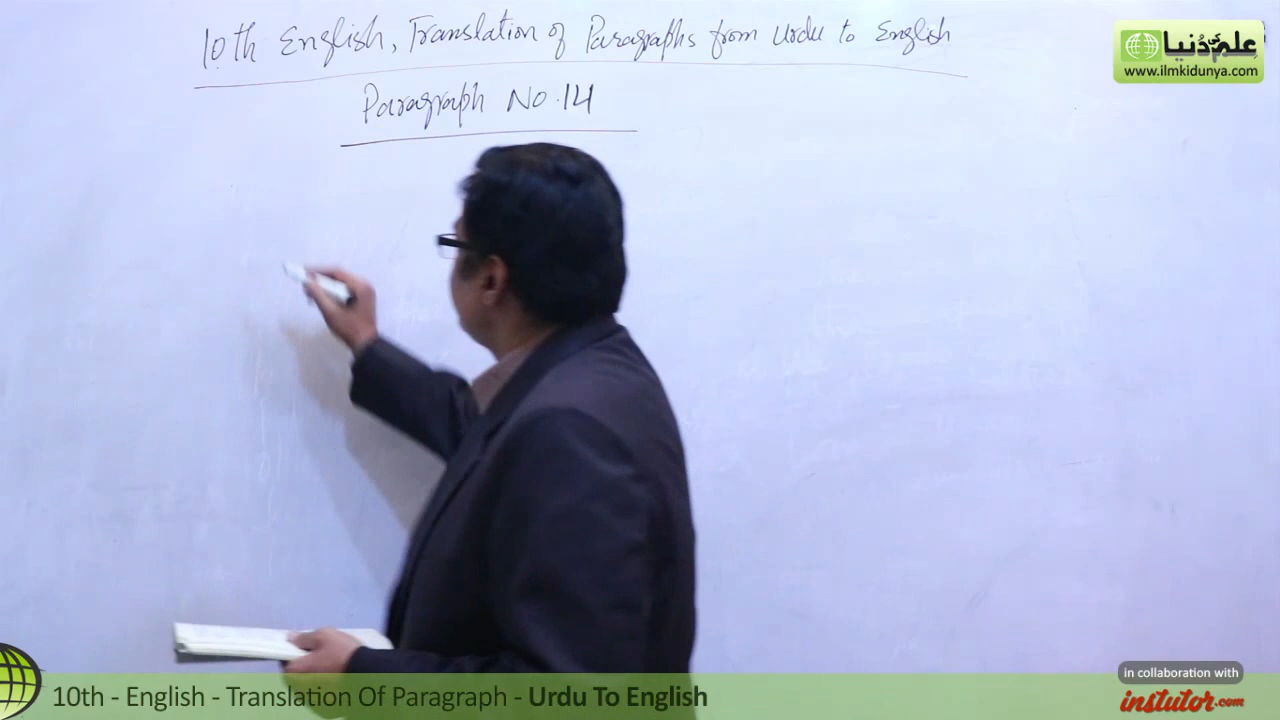 10th English, Translation of Paragraphs from Urdu to English
Paragraph No. 14
علم کی دُنیا
www.ilmkidunya.com
10th - English - Translation Of Paragraph - Urdu To English
in collaboration with
instutor.com